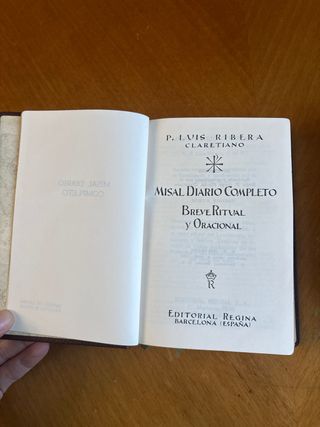 P. LUIS RIBERA
CLARETIANO
MISAL DIARIO COMPLETO
BREVE RITUAL
Y ORACIONAL
R
EDITORIAL REGINA
BARCELONA (ESPAÑA)